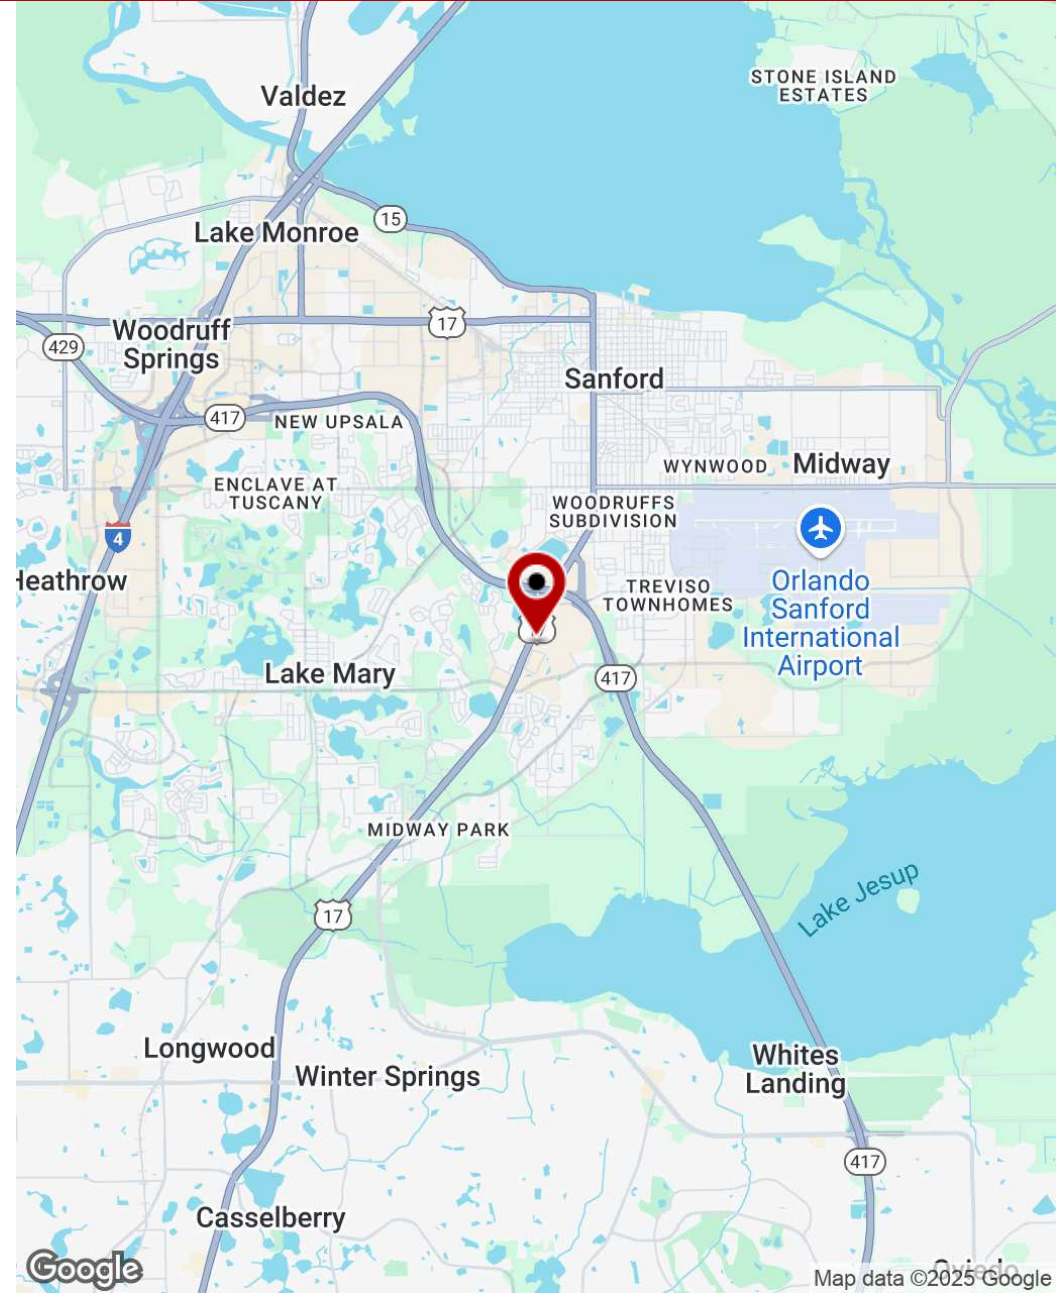 Valdez
STONE ISLAND
ESTATES
15
Lake Monroe
17
Woodruff
Springs
429
Sanford
417
NEW UPSALA
WYNWOOD
Midway
ENCLAVE AT
TUSCANY
WOODRUFFS
SUBDIVISION
4
Heathrow
TREVISO
TOWNHOMES
Orlando
Sanford
International
Airport
Lake Mary
417
MIDWAY PARK
Lake Jesup
17
Longwood
Whites
Landing
Winter Springs
417
Casselberry
Google
Oviedo
Map data ©2025 Google